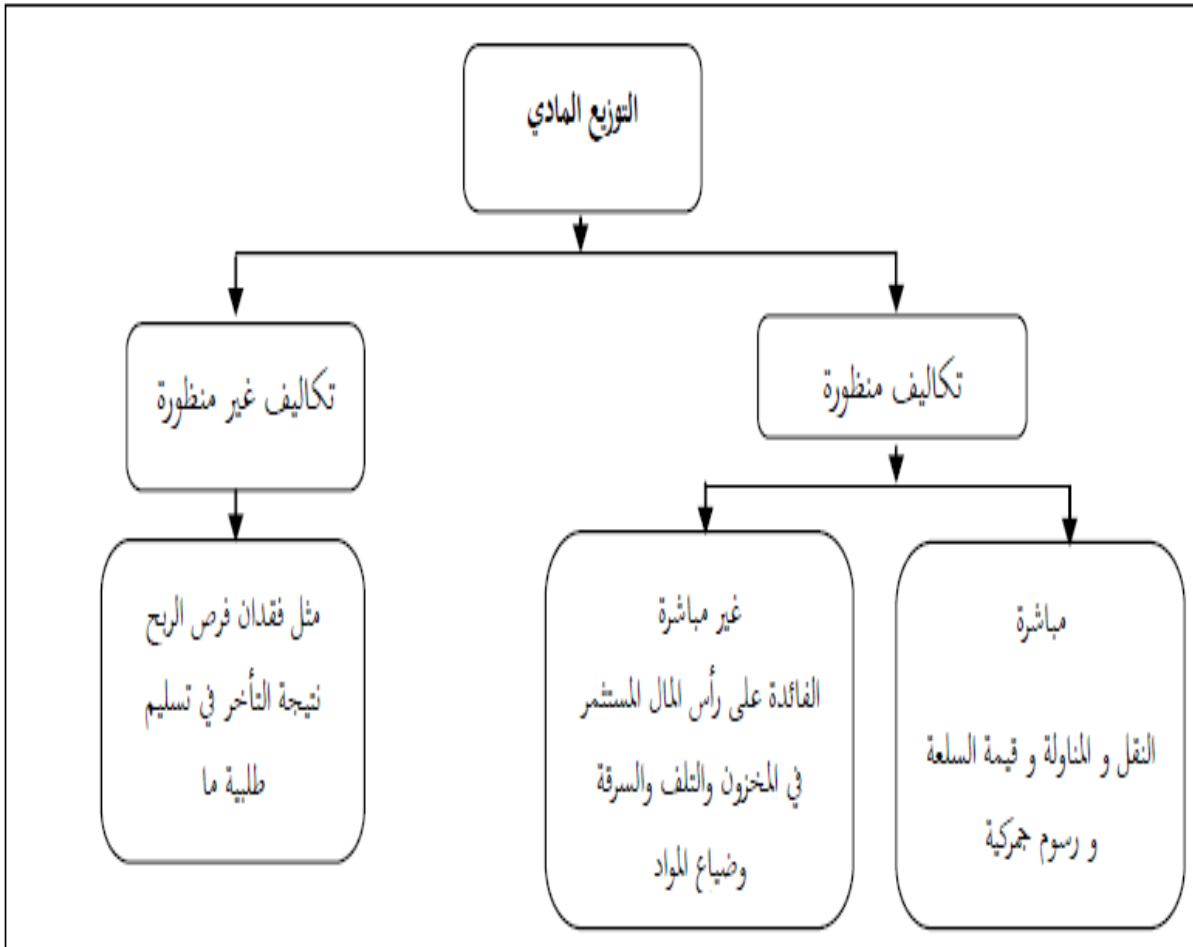 التوزيع المادي
تكاليف منظورة
تكاليف غير منظورة
مباشرة
النقل و المناولة و قيمة السلعة
و رسوم جمركية
غير مباشرة
الفائدة على رأس المال المستثمر
في المخزون والتلف والسرقة
وضياع المواد
مثل فقدان فرص الربح
نتيجة التأخر في تسليم
طلبية ما